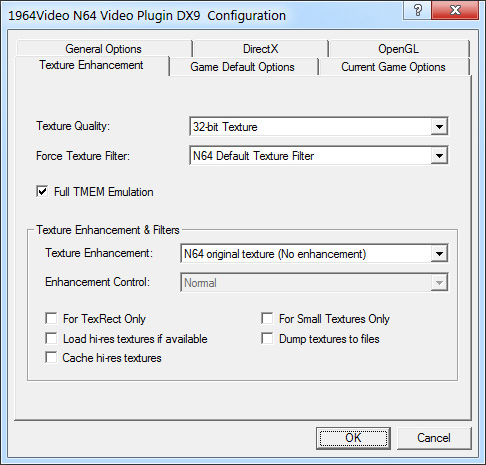 1964Video N64 Video Plugin DX9  Configuration
General Options DirectX OpenGL
Texture Enhancement Game Default Options Current Game Options
Texture Quality: 32-bit Texture
Force Texture Filter: N64 Default Texture Filter
Full TMEM Emulation
Texture Enhancement & Filters
Texture Enhancement: N64 original texture (No enhancement)
Enhancement Control: Normal
For TexRect Only For Small Textures Only
Load hi-res textures if available Dump textures to files
Cache hi-res textures
OK Cancel